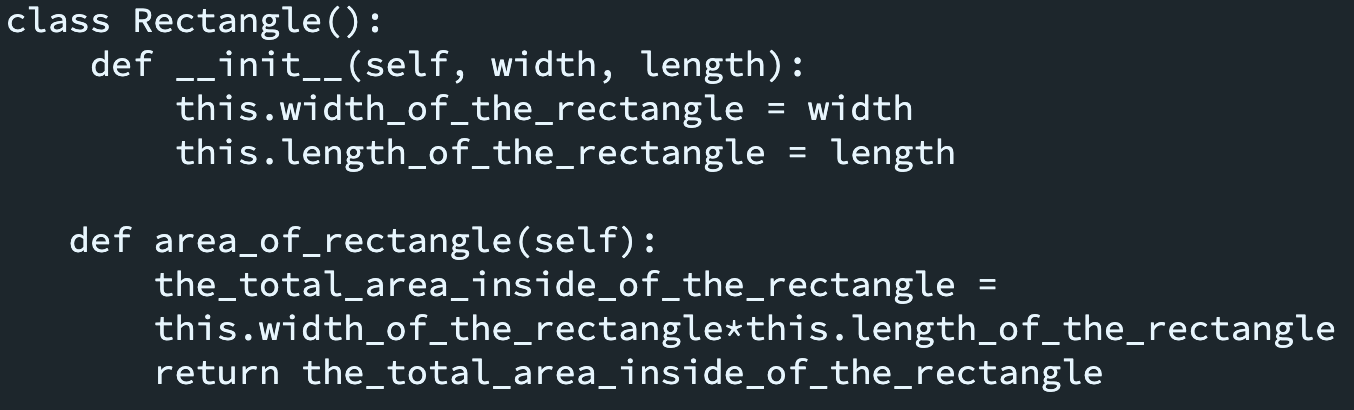 class Rectangle():
    def __init__(self, width, length):
        this.width_of_the_rectangle = width
        this.length_of_the_rectangle = length

   def area_of_rectangle(self):
       the_total_area_inside_of_the_rectangle =
       this.width_of_the_rectangle*this.length_of_the_rectangle
       return the_total_area_inside_of_the_rectangle